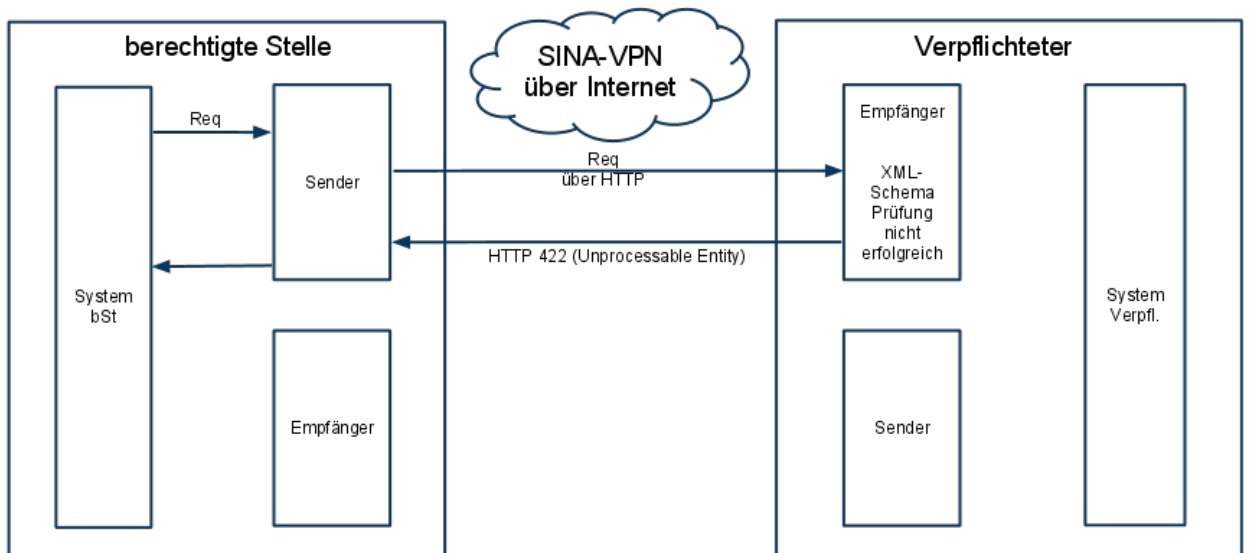 berechtigte Stelle
SINA-VPN
über Internet
Verpflichteter
Req
Sender
System
bSt
Empfänger
Req
über HTTP
HTTP 422 (Unprocessable Entity)
Empfänger
XML-
Schema
Prüfung
nicht
erfolgreich
Sender
System
Verpfl.